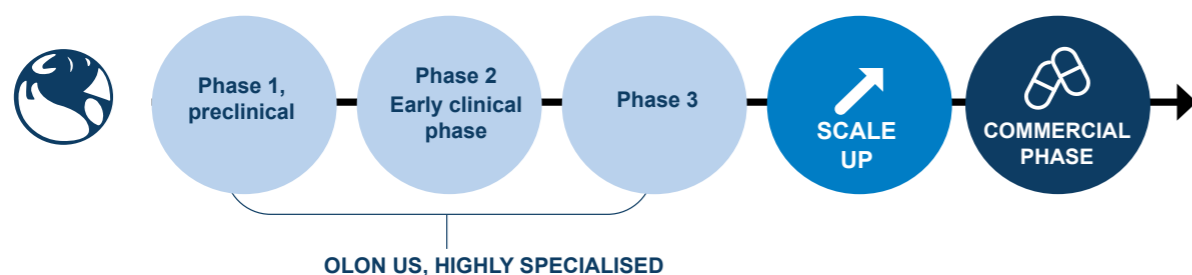 Phase 1,
preclinical
Phase 2
Early clinical
phase
Phase 3
SCALE
UP
COMMERCIAL
PHASE
OLON US, HIGHLY SPECIALISED